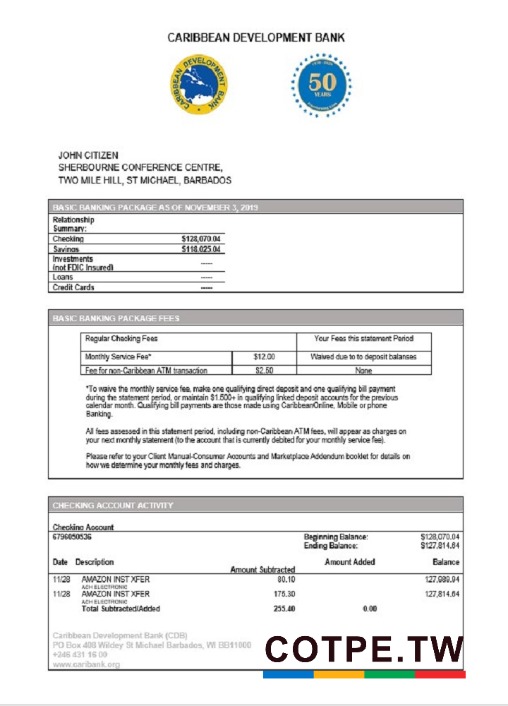 CARIBBEAN DEVELOPMENT BANK
CARIBBEAN DEVELOPMENT BANK
50
YEARS
JOHN CITIZEN
SHERBOURNE CONFERENCE CENTRE,
TWO MILE HILL, ST MICHAEL, BARBADOS
BASIC BANKING PACKAGE AS OF NOVEMBER 3, 2019
Relationship
Summary:
Checking $128,070.04
Savings $118,025.04
Investments
(not FDIC Insured) -----
Loans -----
Credit Cards -----
BASIC BANKING PACKAGE FEES
Regular Checking Fees Your Fees this statement Period
Monthly Service Fee* $12.00 Waived due to to deposit balanses
Fee for non-Caribbean ATM transaction $2.50 None
*To waive the monthly service fee, make one qualifying direct deposit and one qualifying bill payment
during the statement period, or maintain $1.500+ in qualifying linked deposit accounts for the previous
calendar month. Qualifying bill payments are those made using CaribbeanOnline, Mobile or phone
Banking.
All fees assessed in this statement period, including non-Caribbean ATM fees, will appear as charges on
your next monthly statement (to the account that is currently debited for your monthly service fee).
Please refer to your Client Manual-Consumer Accounts and Marketplace Addendum booklet for details on
how we determine your monthly fees and charges.
CHECKING ACCOUNT ACTIVITY
Checking Account
6796050536 Beginning Balance: $128,070.04
Ending Balance: $127,814.64
Date Description Amount Subtracted Amount Added Balance
11/28 AMAZON INST XFER 80.10 127,989.94
ACH ELECTRONIC
11/28 AMAZON INST XFER 175.30 127,814.64
ACH ELECTRONIC
Total Subtracted/Added 255.40 0.00
Caribbean Development Bank (CDB)
PO Box 408 Wildey St Michael Barbados, WI BB11000
+246 431 16 00
www.caribank.org
COTPE.TW